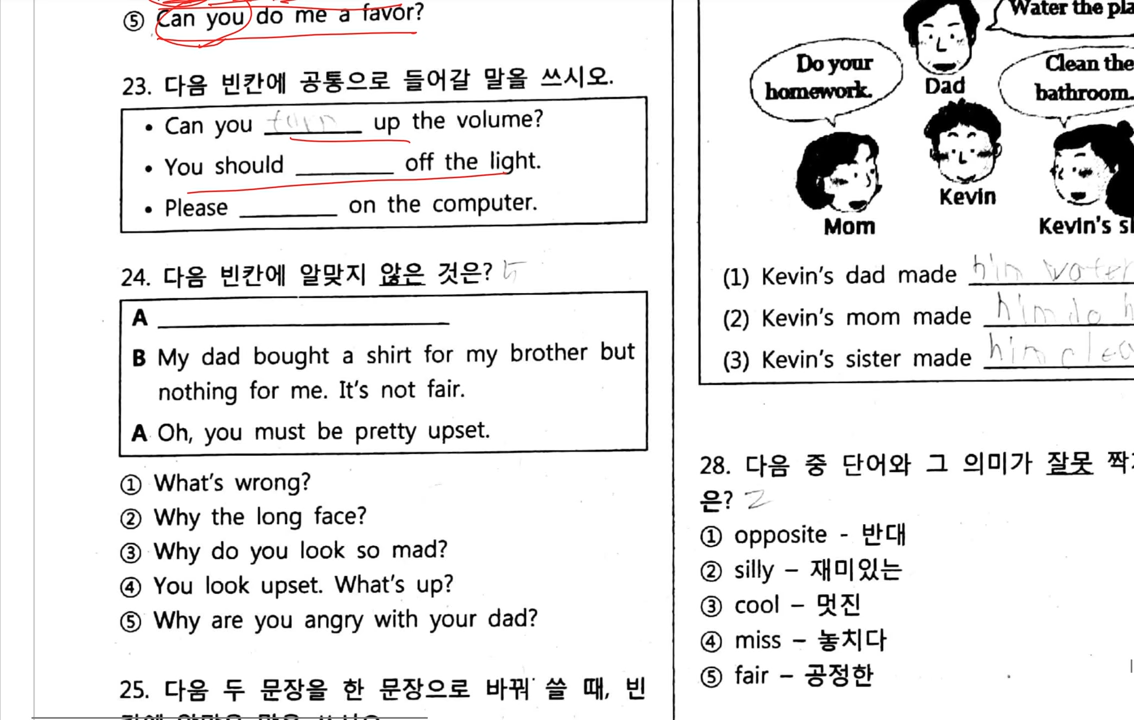 ⑤ Can you do me a favor?
23. 다음 빈칸에 공통으로 들어갈 말을 쓰시오.
• Can you turn up the volume?
• You should ________ off the light.
• Please ________ on the computer.
24. 다음 빈칸에 알맞지 않은 것은? 5
A ________________________
B My dad bought a shirt for my brother but
nothing for me. It's not fair.
A Oh, you must be pretty upset.
① What's wrong?
② Why the long face?
③ Why do you look so mad?
④ You look upset. What's up?
⑤ Why are you angry with your dad?
25. 다음 두 문장을 한 문장으로 바꿔 쓸 때, 빈
Water the
Do your
homework.
Dad
Clean the
bathroom.
Mom
Kevin
Kevin's
(1) Kevin's dad made him water
(2) Kevin's mom made him do
(3) Kevin's sister made him
28. 다음 중 단어와 그 의미가 잘못
은? 2
① opposite - 반대
② silly – 재미있는
③ cool – 멋진
④ miss – 놓치다
⑤ fair – 공정한